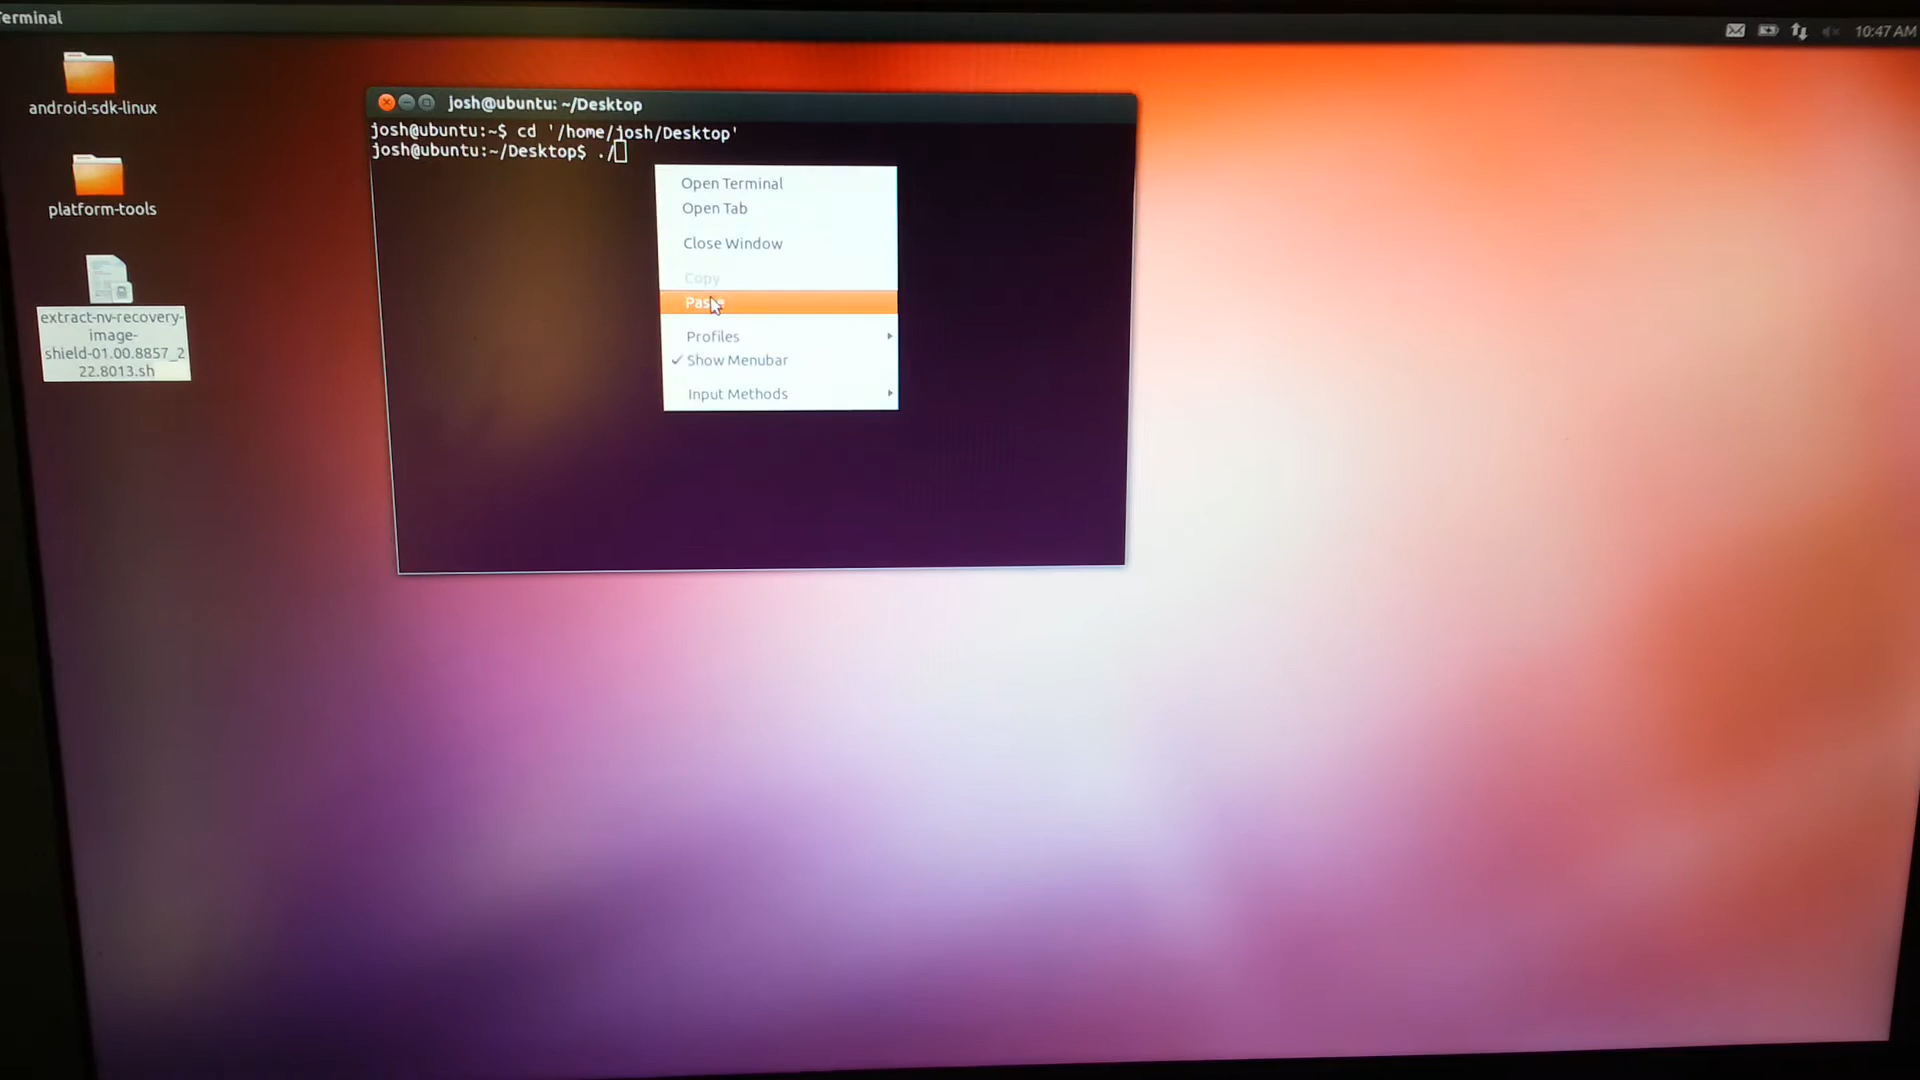 Terminal
10:47 AM
android-sdk-linux
platform-tools
extract-nv-recovery-
image-
shield-01.00.8857_2
22.8013.sh
josh@ubuntu: ~/Desktop
josh@ubuntu:~$ cd '/home/josh/Desktop'
josh@ubuntu:~/Desktop$ ./
Open Terminal
Open Tab
Close Window
Copy
Paste
Profiles
Show Menubar
Input Methods